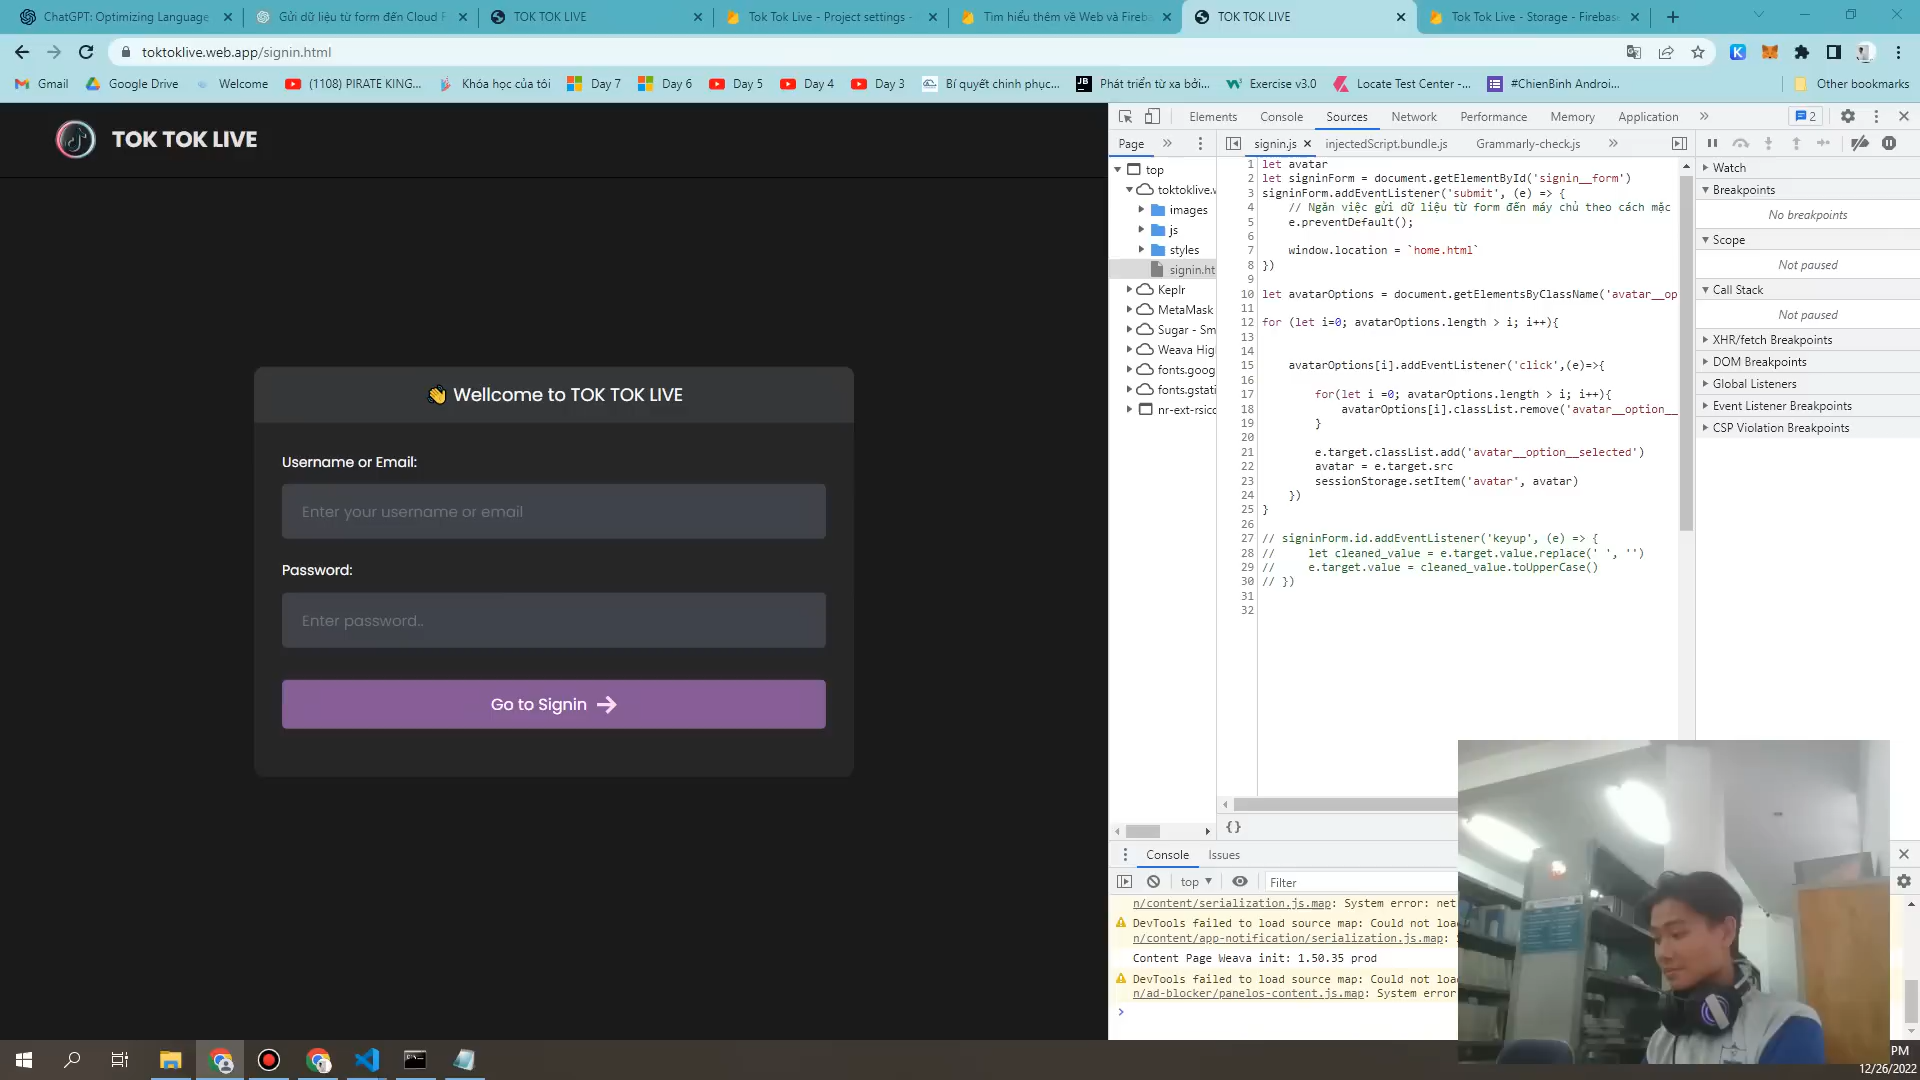 ChatGPT: Optimizing Language
Gửi dữ liệu từ form đến Cloud F
TOK TOK LIVE
Tok Tok Live - Project settings -
Tìm hiểu thêm về Web và Fireba
TOK TOK LIVE
Tok Tok Live - Storage - Firebas
toktoklive.web.app/signin.html
Gmail
Google Drive
Welcome
(1108) PIRATE KING...
Khóa học của tôi
Day 7
Day 6
Day 5
Day 4
Day 3
Bí quyết chinh phục...
Phát triển từ xa bởi...
Exercise v3.0
Locate Test Center -...
#ChienBinh Androi...
Other bookmarks
TOK TOK LIVE
👋 Wellcome to TOK TOK LIVE
Username or Email:
Enter your username or email
Password:
Enter password..
Go to Signin →
Elements
Console
Sources
Network
Performance
Memory
Application
2
Page
top
toktoklive.w
images
js
styles
signin.ht
Keplr
MetaMask
Sugar - Sm
Weava Hig
fonts.goog
fonts.gstati
nr-ext-rsicc
signin.js
injectedScript.bundle.js
Grammarly-check.js
1 let avatar
2 let signinForm = document.getElementById('signin__form')
3 signinForm.addEventListener('submit', (e) => {
4 // Ngăn việc gửi dữ liệu từ form đến máy chủ theo cách mặc
5 e.preventDefault();
6
7 window.location = `home.html`
8 })
9
10 let avatarOptions = document.getElementsByClassName('avatar__op
11
12 for (let i=0; avatarOptions.length > i; i++){
13
14
15 avatarOptions[i].addEventListener('click',(e)=>{
16
17 for(let i =0; avatarOptions.length > i; i++){
18 avatarOptions[i].classList.remove('avatar__option__
19 }
20
21 e.target.classList.add('avatar__option__selected')
22 avatar = e.target.src
23 sessionStorage.setItem('avatar', avatar)
24 })
25 }
26
27 // signinForm.id.addEventListener('keyup', (e) => {
28 // let cleaned_value = e.target.value.replace(' ', '')
29 // e.target.value = cleaned_value.toUpperCase()
30 // })
31
32
{}
Watch
Breakpoints
No breakpoints
Scope
Not paused
Call Stack
Not paused
XHR/fetch Breakpoints
DOM Breakpoints
Global Listeners
Event Listener Breakpoints
CSP Violation Breakpoints
Console
Issues
top
Filter
n/content/serialization.js.map: System error: net
DevTools failed to load source map: Could not loa
n/content/app-notification/serialization.js.map: S
Content Page Weava init: 1.50.35 prod
DevTools failed to load source map: Could not loa
n/ad-blocker/panelos-content.js.map: System error
PM
12/26/2022